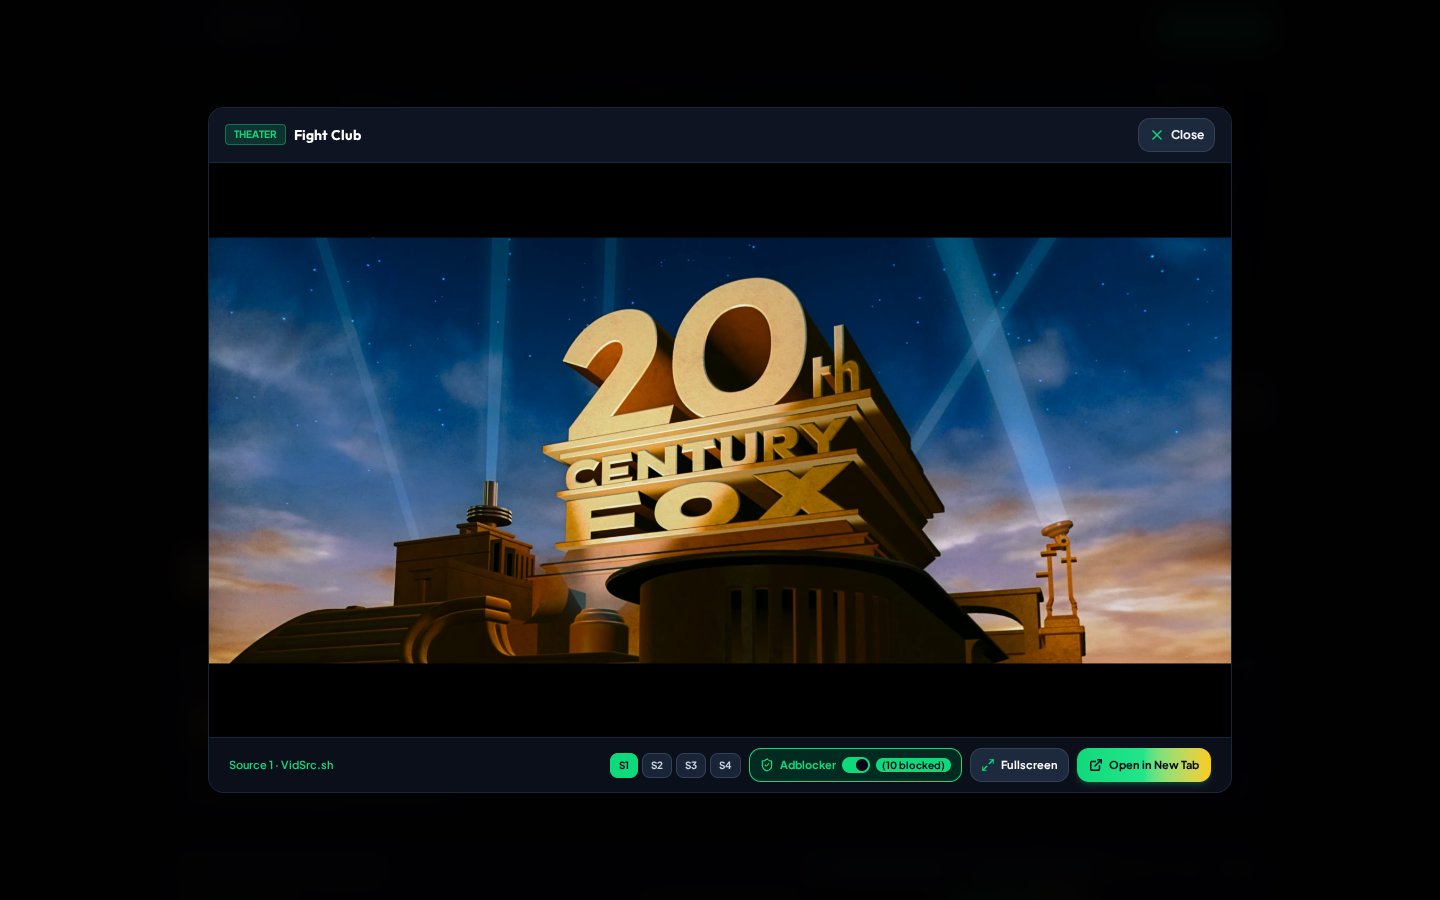 THEATER Fight Club Close
20th
CENTURY
FOX
Source 1 · VidSrc.sh S1 S2 S3 S4 Adblocker (10 blocked) Fullscreen Open in New Tab